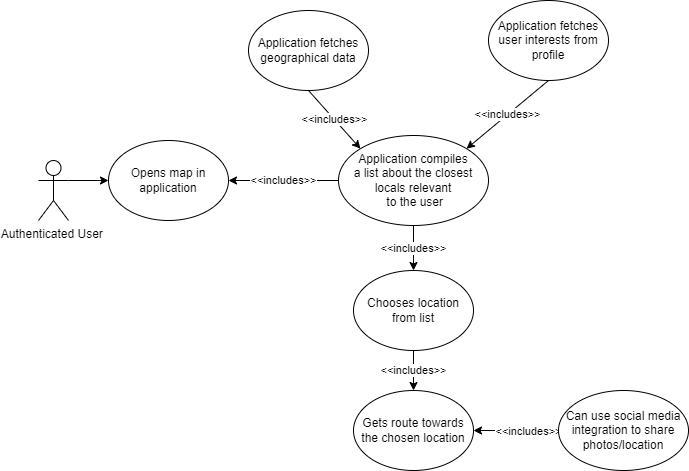 Application fetches
geographical data
Application fetches
user interests from
profile
<<includes>>
<<includes>>
Opens map in
application
<<includes>>
Application compiles
a list about the closest
locals relevant
to the user
Authenticated User
<<includes>>
Chooses location
from list
<<includes>>
Gets route towards
the chosen location
<<includes>>
Can use social media
integration to share
photos/location